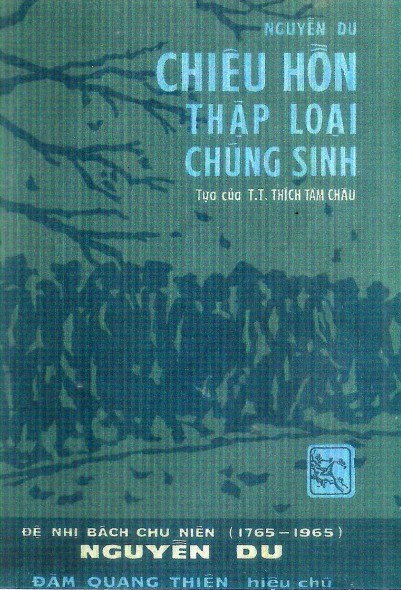 NGUYỄN DU
CHIÊU HỒN
THẬP LOẠI
CHÚNG SINH
Tựa của T.T. THÍCH TÂM CHÂU
ĐỆ NHỊ BÁCH CHU NIÊN (1765-1965)
NGUYỄN DU
ĐÀM QUANG THIỆN hiệu chú